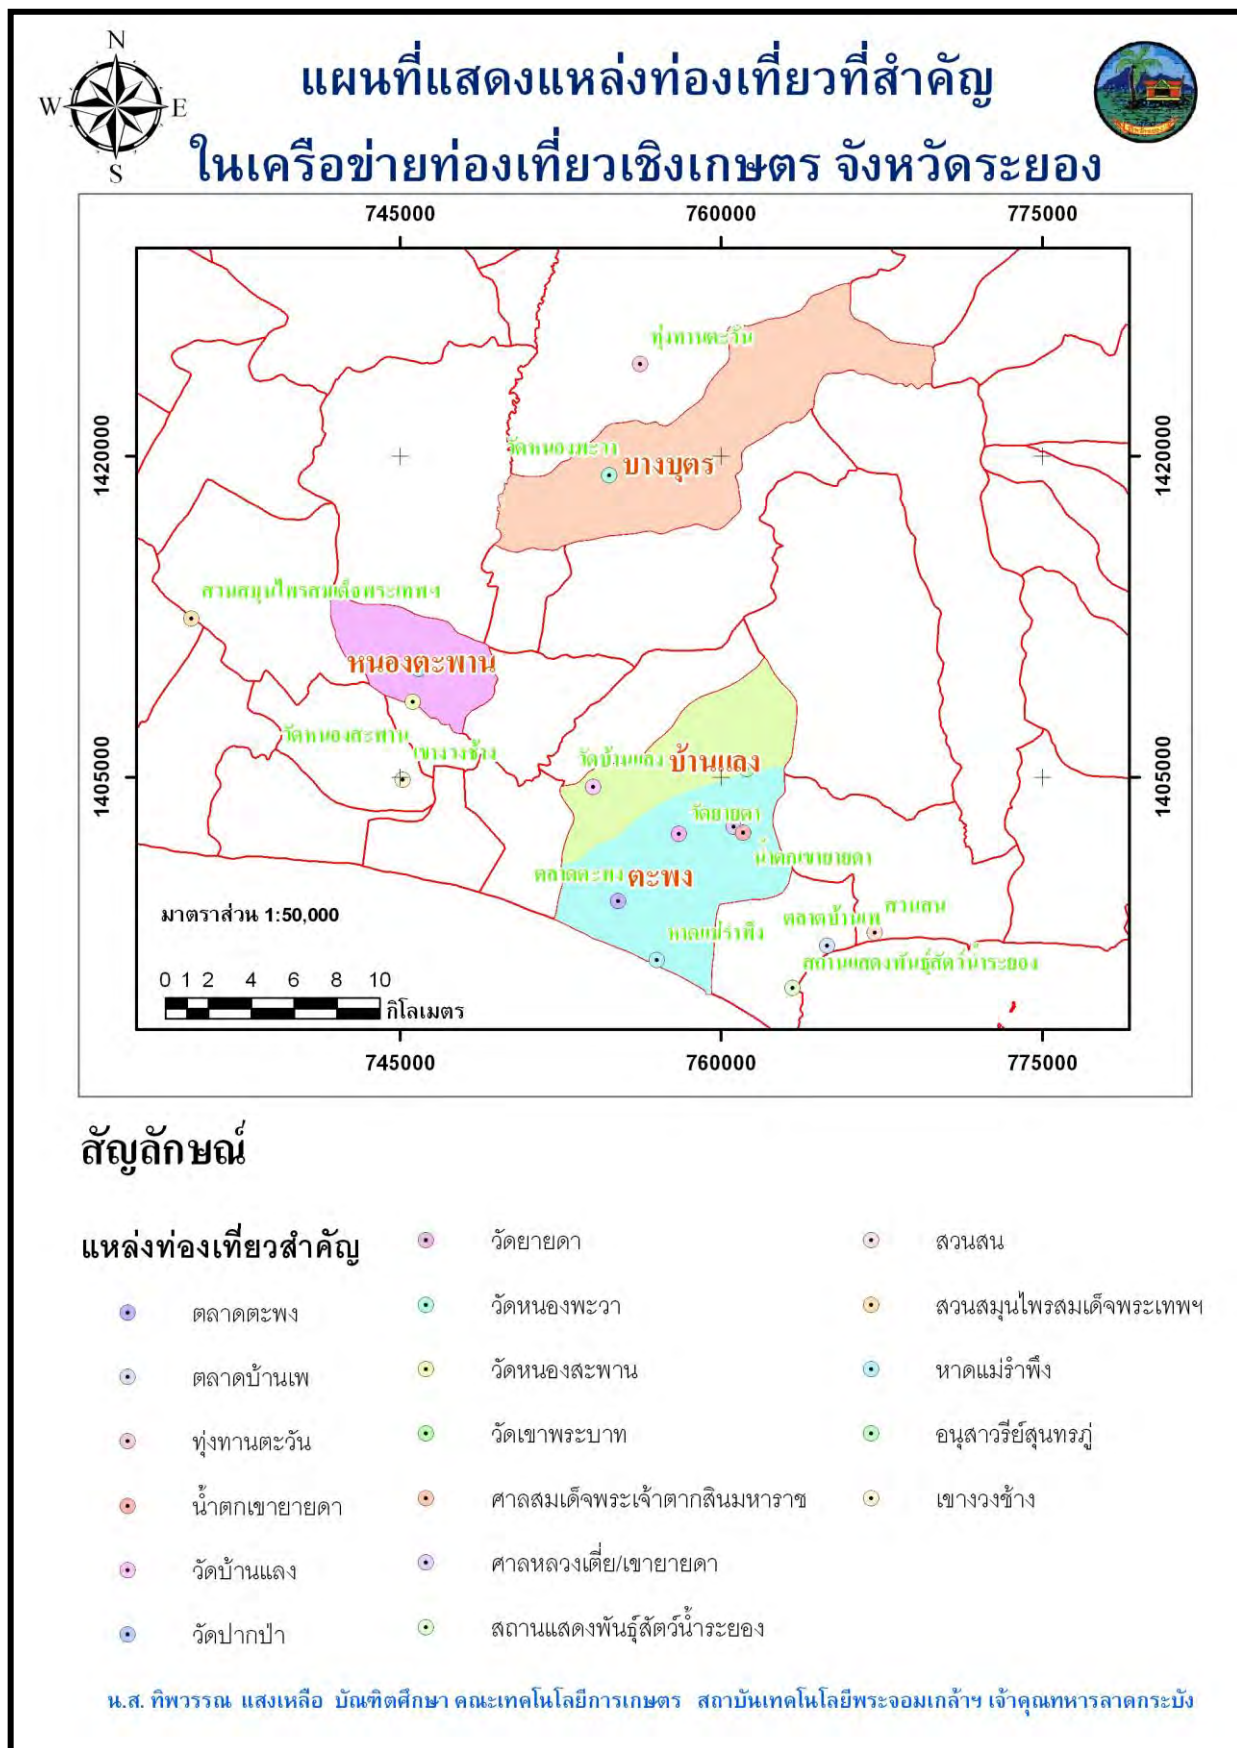 N
W E
S
แผนที่แสดงแหล่งท่องเที่ยวที่สำคัญ
ในเครือข่ายท่องเที่ยวเชิงเกษตร จังหวัดระยอง
745000 760000 775000
ทุ่งทานตะวัน
1420000 1420000
วัดหนองพะวา
บางบุตร
สวนสมุนไพรสมเด็จพระเทพฯ
หนองตะพาน
วัดหนองสะพาน
เขางวงช้าง
วัดบ้านแลง
บ้านแลง
1405000 1405000
วัดยายดา
น้ำตกเขายายดา
ตลาดตะพง
ตะพง
มาตราส่วน 1:50,000
ตลาดบ้านเพ
สวนสน
หาดแม่รำพึง
สถานแสดงพันธุ์สัตว์น้ำระยอง
0 1 2 4 6 8 10
กิโลเมตร
745000 760000 775000
สัญลักษณ์
แหล่งท่องเที่ยวสำคัญ
ตลาดตะพง
ตลาดบ้านเพ
ทุ่งทานตะวัน
น้ำตกเขายายดา
วัดบ้านแลง
วัดปากป่า
วัดยายดา
วัดหนองพะวา
วัดหนองสะพาน
วัดเขาพระบาท
ศาลสมเด็จพระเจ้าตากสินมหาราช
ศาลหลวงเตี่ย/เขายายดา
สถานแสดงพันธุ์สัตว์น้ำระยอง
สวนสน
สวนสมุนไพรสมเด็จพระเทพฯ
หาดแม่รำพึง
อนุสาวรีย์สุนทรภู่
เขางวงช้าง
น.ส. ทิพวรรณ แสงเหลือ บัณฑิตศึกษา คณะเทคโนโลยีการเกษตร สถาบันเทคโนโลยีพระจอมเกล้าฯ เจ้าคุณทหารลาดกระบัง